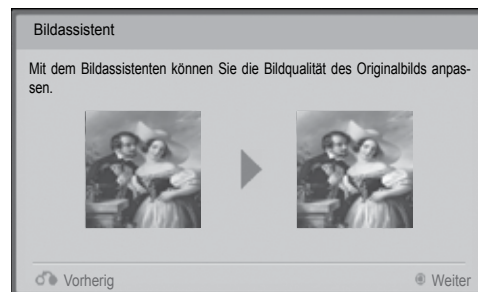 Bildassistent
Mit dem Bildassistenten können Sie die Bildqualität des Originalbilds anpas-
sen.
Vorherig
Weiter